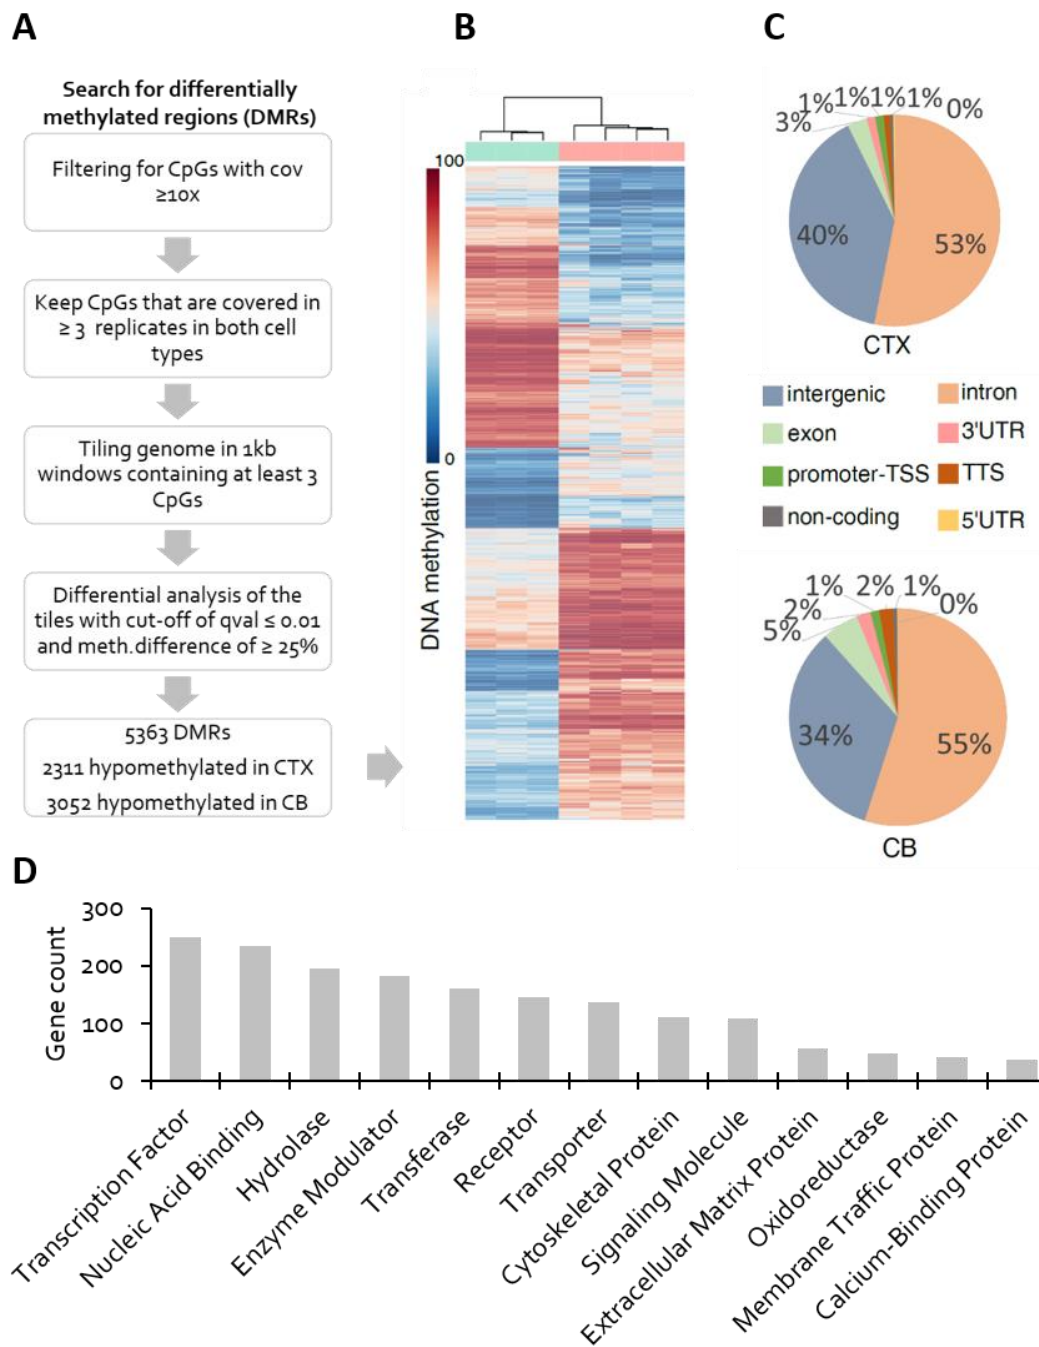 A
B
C
Search for differentially
methylated regions (DMRs)
Filtering for CpGs with cov
≥10x
Keep CpGs that are covered in
≥ 3 replicates in both cell
types
Tiling genome in 1kb
windows containing at least 3
CpGs
Differential analysis of the
tiles with cut-off of qval ≤ 0.01
and meth.difference of ≥ 25%
5363 DMRs
2311 hypomethylated in CTX
3052 hypomethylated in CB
100
0
DNA methylation
3%
1%
1%
1%
1%
0%
40%
53%
CTX
intergenic
intron
exon
3'UTR
promoter-TSS
TTS
non-coding
5'UTR
5%
2%
1%
2%
1%
0%
34%
55%
CB
D
Gene count
300
200
100
0
Transcription Factor
Nucleic Acid Binding
Hydrolase
Enzyme Modulator
Transferase
Receptor
Transporter
Cytoskeletal Protein
Signaling Molecule
Extracellular Matrix Protein
Oxidoreductase
Membrane Traffic Protein
Calcium-Binding Protein